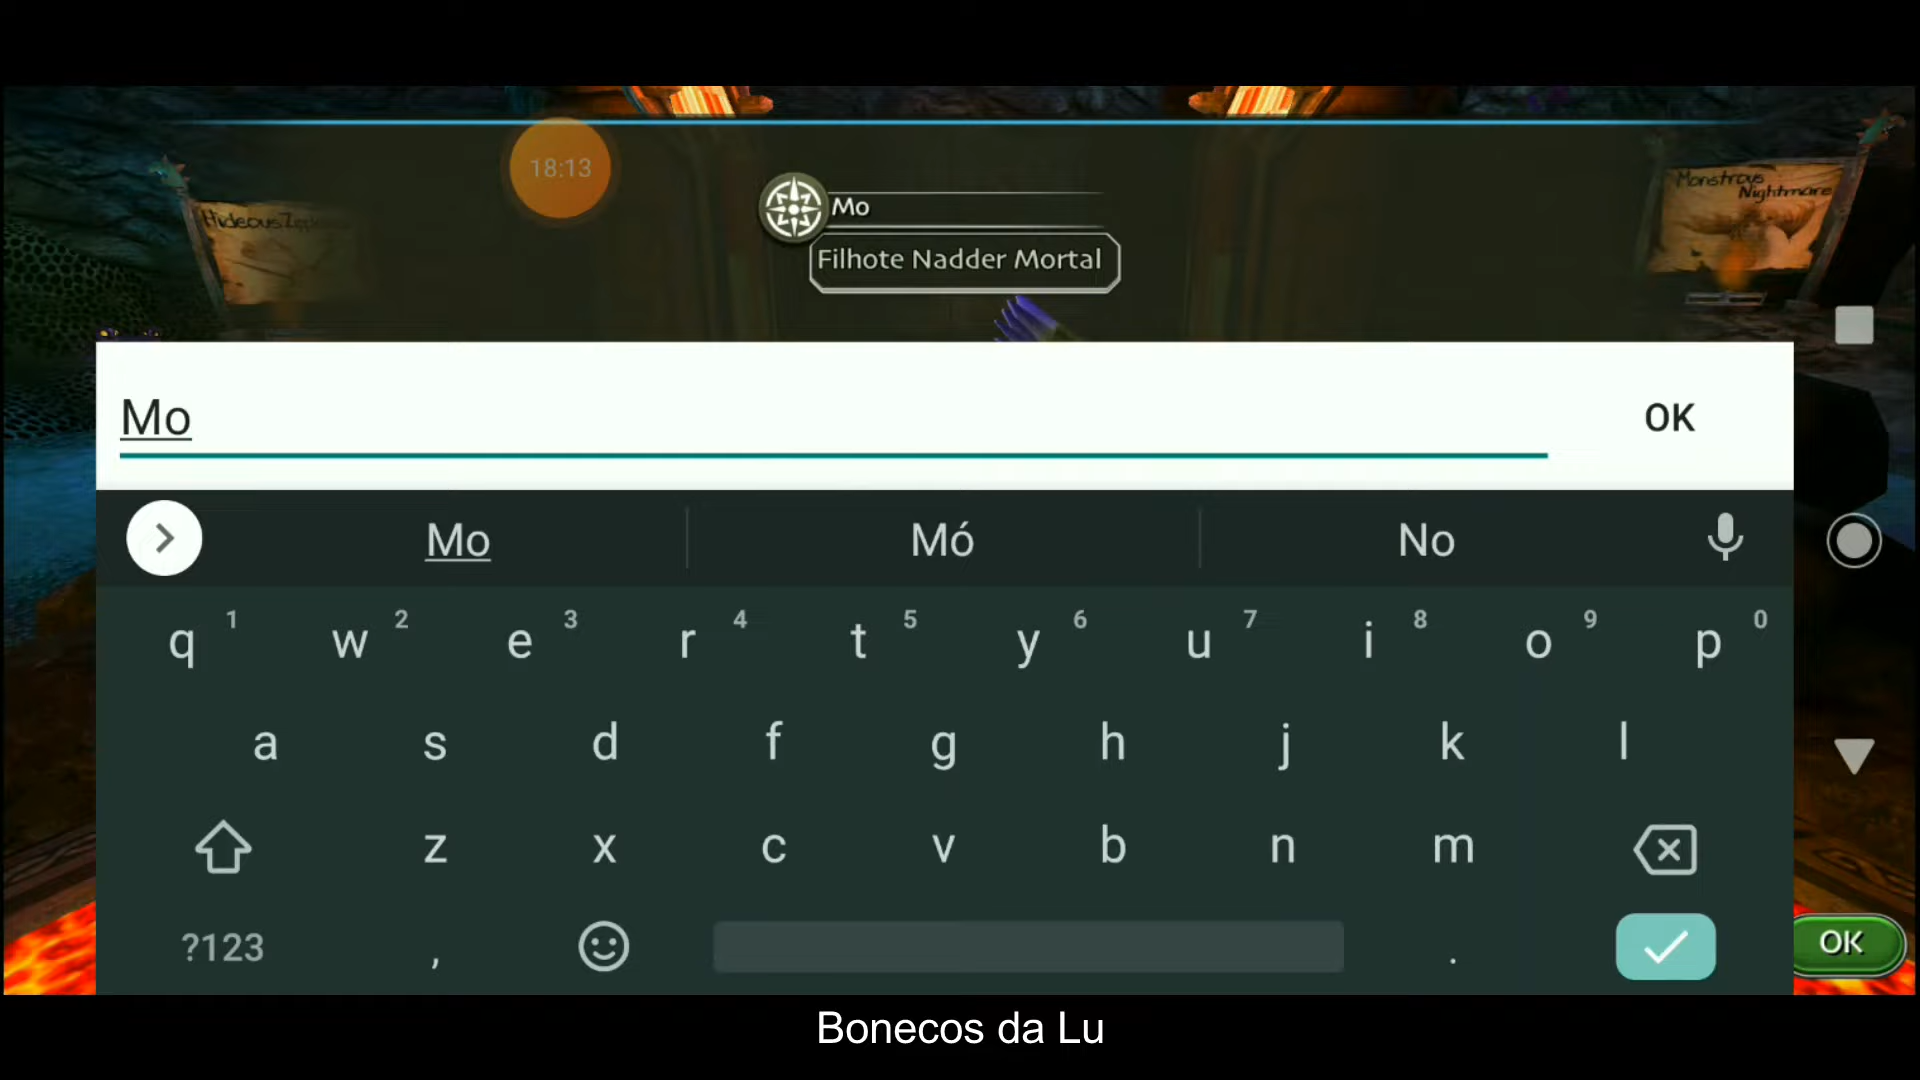 18:13
Mo
Filhote Nadder Mortal
Monstrous
Nightmare
Mo
OK
Mo
Mó
No
q 1 w 2 e 3 r 4 t 5 y 6 u 7 i 8 o 9 p 0
a s d f g h j k l
z x c v b n m
?123 , .
OK
Bonecos da Lu